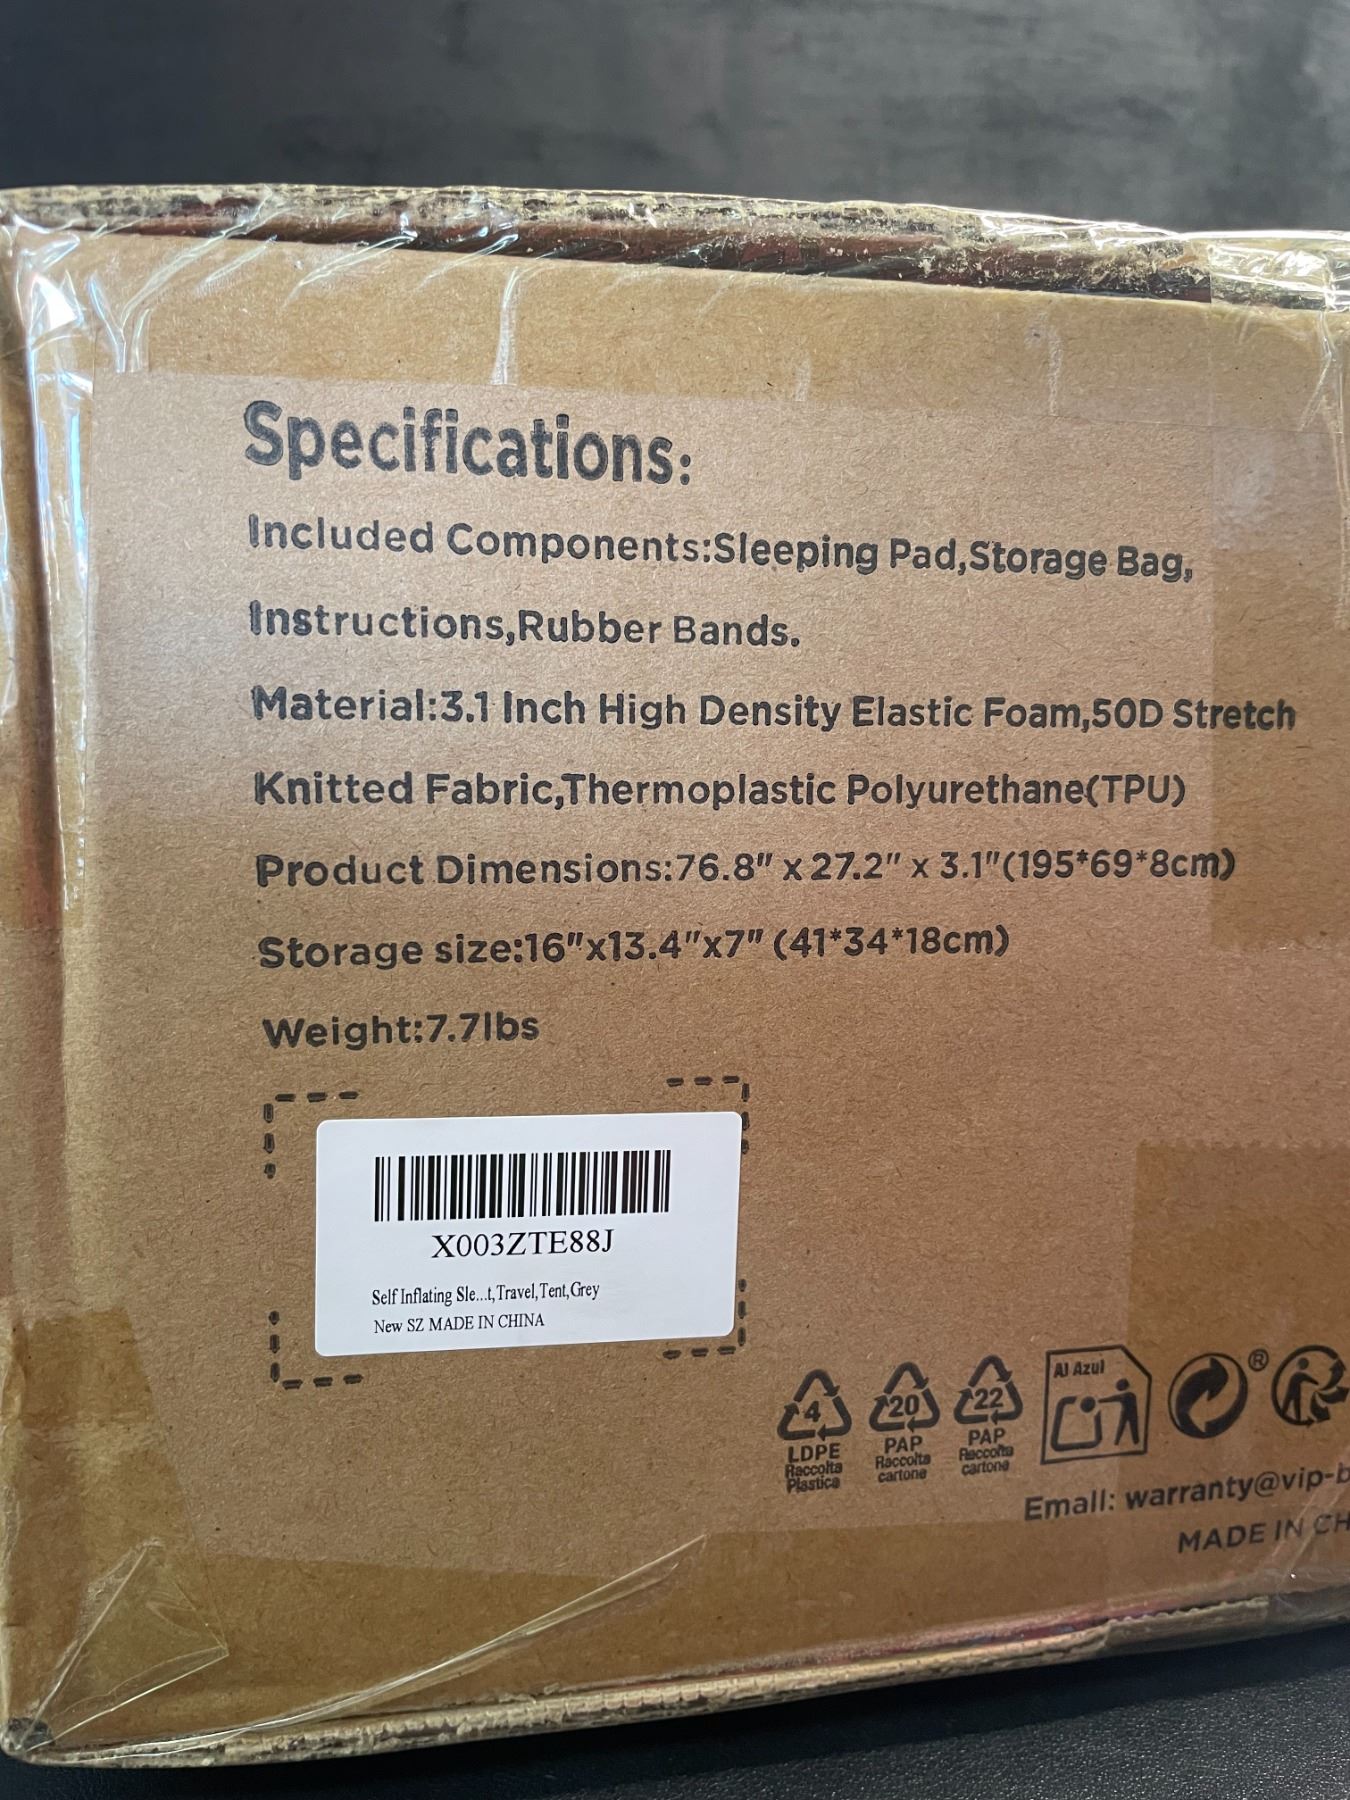 Specifications:
Included Components:Sleeping Pad,Storage Bag,
Instructions,Rubber Bands.
Material:3.1 Inch High Density Elastic Foam,50D Stretch
Knitted Fabric,Thermoplastic Polyurethane(TPU)
Product Dimensions:76.8" x 27.2" x 3.1"(195*69*8cm)
Storage size:16"x13.4"x7" (41*34*18cm)
Weight:7.7lbs
X003ZTE88J
Self Inflating Sle...t,Travel,Tent,Grey
New SZ MADE IN CHINA
4
LDPE
Raccolta
Plastica
20
PAP
Raccolta
cartone
22
PAP
Raccolta
cartone
Al Azul
®
Email: warranty@vip-b
MADE IN CH